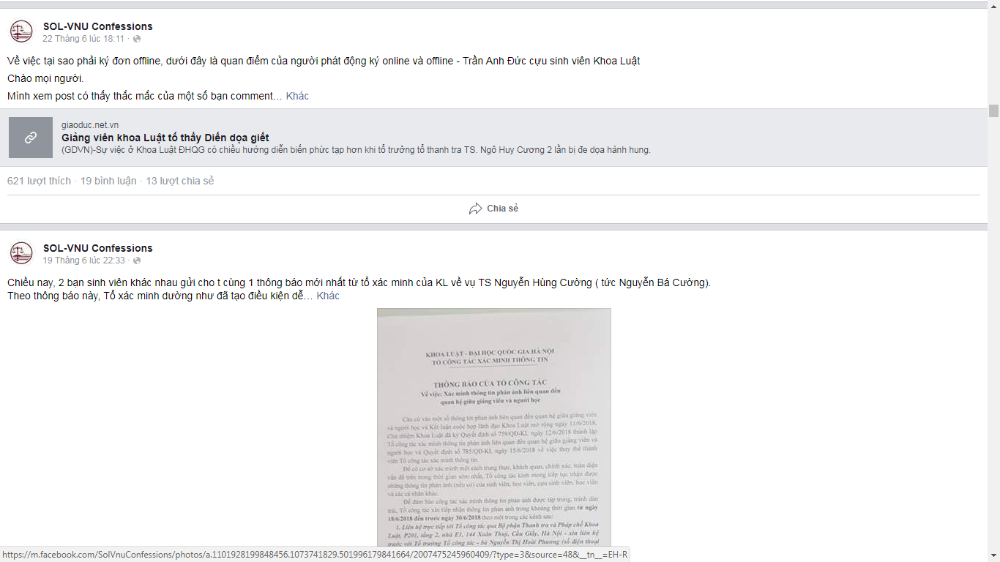 SOL-VNU Confessions
22 Tháng 6 lúc 18:11 ·
Về việc tại sao phải ký đơn offline, dưới đây là quan điểm của người phát động ký online và offline - Trần Anh Đức cựu sinh viên Khoa Luật
Chào mọi người.
Mình xem post có thấy thắc mắc của một số bạn comment... Khác
giaoduc.net.vn
Giảng viên khoa Luật tố thầy Diến dọa giết
(GDVN)-Sự việc ở Khoa Luật ĐHQG có chiều hướng diễn biến phức tạp hơn khi tổ trưởng tổ thanh tra TS. Ngô Huy Cương 2 lần bị đe dọa hành hung.
621 lượt thích · 19 bình luận · 13 lượt chia sẻ
Chia sẻ
SOL-VNU Confessions
19 Tháng 6 lúc 22:33 ·
Chiều nay, 2 bạn sinh viên khác nhau gửi cho t cùng 1 thông báo mới nhất từ tổ xác minh của KL về vụ TS Nguyễn Hùng Cường ( tức Nguyễn Bá Cường).
Theo thông báo này, Tổ xác minh dường như đã tạo điều kiện dễ... Khác
KHOA LUẬT - ĐẠI HỌC QUỐC GIA HÀ NỘI
TỔ CÔNG TÁC XÁC MINH THÔNG TIN
THÔNG BÁO CỦA TỔ CÔNG TÁC
Về việc: Xác minh thông tin phản ánh liên quan đến
quan hệ giữa giảng viên và người học
Căn cứ vào một số thông tin phản ánh liên quan đến quan hệ giữa giảng viên
và người học và Kết luận cuộc họp lãnh đạo Khoa Luật mở rộng ngày 11/6/2018,
Chủ nhiệm Khoa Luật đã ký Quyết định số 759/QĐ-KL ngày 12/6/2018 thành lập
Tổ công tác xác minh thông tin phản ánh liên quan đến quan hệ giữa giảng viên và
người học và Quyết định số 785/QĐ-KL ngày 15/6/2018 về việc thay thế thành
viên Tổ công tác xác minh thông tin.
Để có cơ sở xác minh một cách trung thực, khách quan, chính xác, toàn diện
vấn đề trên trong thời gian sớm nhất, Tổ công tác kính mong tiếp tục nhận được
những thông tin phản ánh (nếu có) của sinh viên, học viên, cựu sinh viên, học viên
và các cá nhân khác.
Để đảm bảo công tác xác minh thông tin phản ánh được tập trung, tránh dàn
trải, Tổ công tác xin tiếp nhận thông tin phản ánh trong khoảng thời gian từ ngày
18/6/2018 đến trước ngày 30/6/2018 theo một trong các kênh sau:
1. Liên hệ trực tiếp tới Tổ công tác qua Bộ phận Thanh tra và Pháp chế Khoa
Luật, P201, tầng 2, nhà E1, 144 Xuân Thuỷ, Cầu Giấy, Hà Nội - xin liên hệ
trước với Tổ trưởng Tổ công tác - bà Nguyễn Thị Hoài Phương (số điện thoại
https://m.facebook.com/SolVnuConfessions/photos/a.1101928199848456.1073741829.501996179841664/2007475245960409/?type=3&source=48&__tn__=EH-R